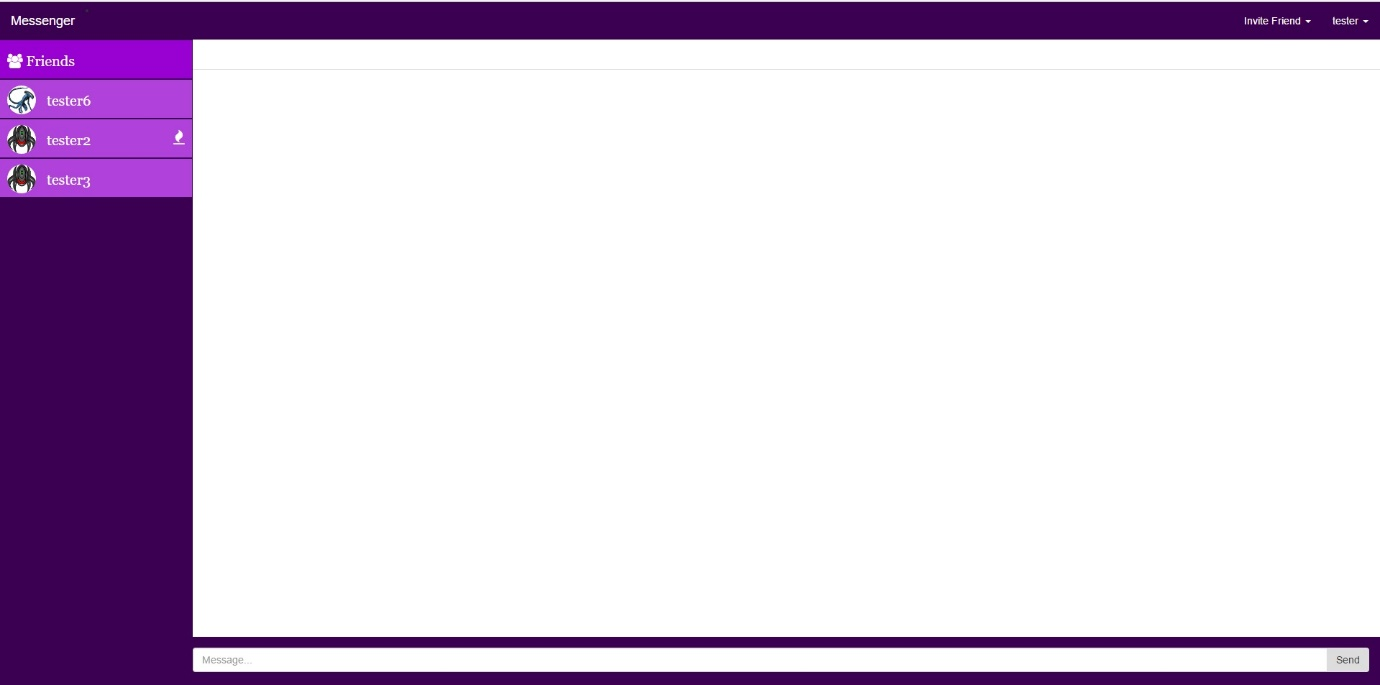 Messenger
Invite Friend
tester
Friends
tester6
tester2
tester3
Message...
Send